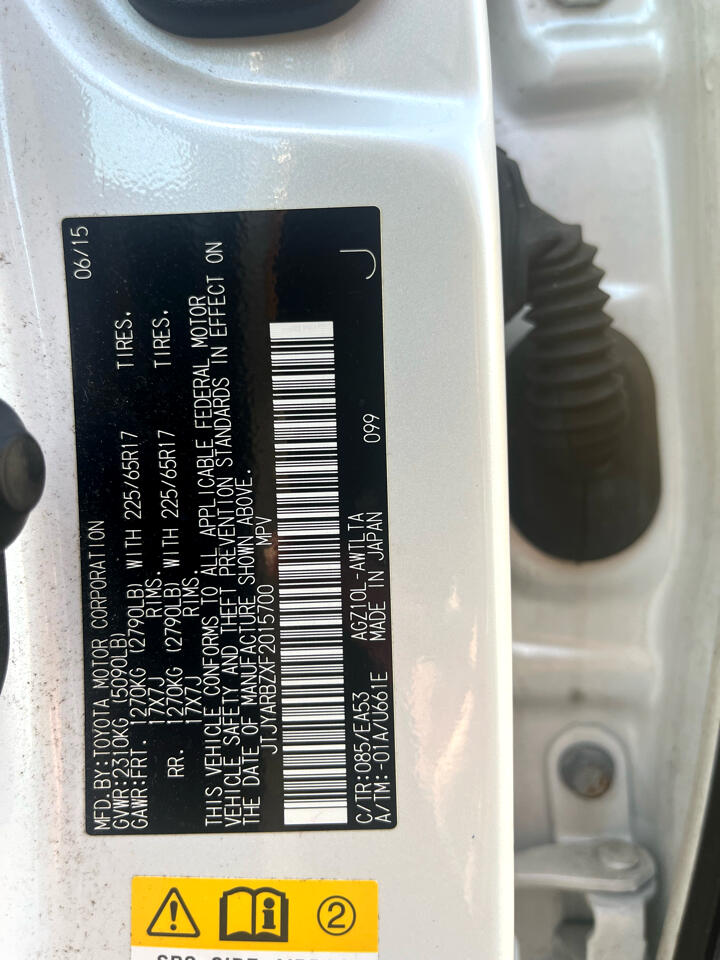 MFD.BY:TOYOTA MOTOR CORPORATION 06/15
GVWR:2310KG (5090LB)
GAWR:FRT. 1270KG (2790LB) WITH 225/65R17 TIRES.
17X7J RIMS.
RR. 1270KG (2790LB) WITH 225/65R17 TIRES.
17X7J RIMS.
THIS VEHICLE CONFORMS TO ALL APPLICABLE FEDERAL MOTOR
VEHICLE SAFETY AND THEFT PREVENTION STANDARDS IN EFFECT ON
THE DATE OF MANUFACTURE SHOWN ABOVE.
JTJYARBZXF2015700 MPV
C/TR:085/EA53 AGZ10L-AWTLTA 099 J
A/TM:-01A/U661E MADE IN JAPAN
2
SRS SIDE AIRBAG